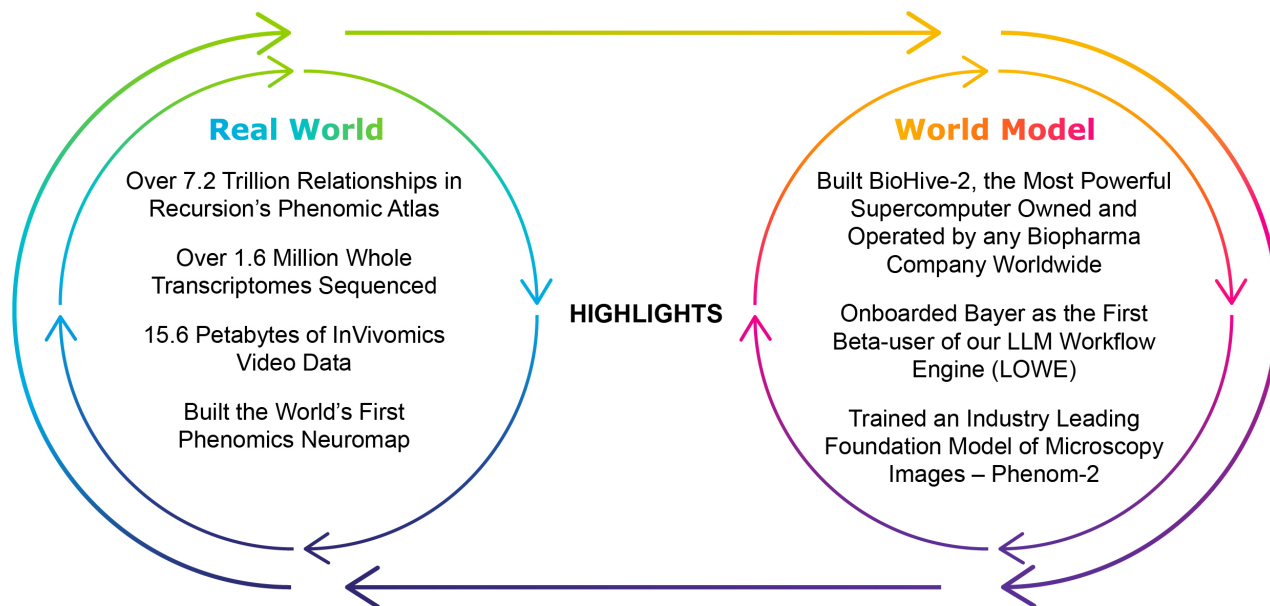 Real World
Over 7.2 Trillion Relationships in
Recursion’s Phenomic Atlas
Over 1.6 Million Whole
Transcriptomes Sequenced
15.6 Petabytes of InVivomics
Video Data
Built the World’s First
Phenomics Neuromap
HIGHLIGHTS
World Model
Built BioHive-2, the Most Powerful
Supercomputer Owned and
Operated by any Biopharma
Company Worldwide
Onboarded Bayer as the First
Beta-user of our LLM Workflow
Engine (LOWE)
Trained an Industry Leading
Foundation Model of Microscopy
Images – Phenom-2